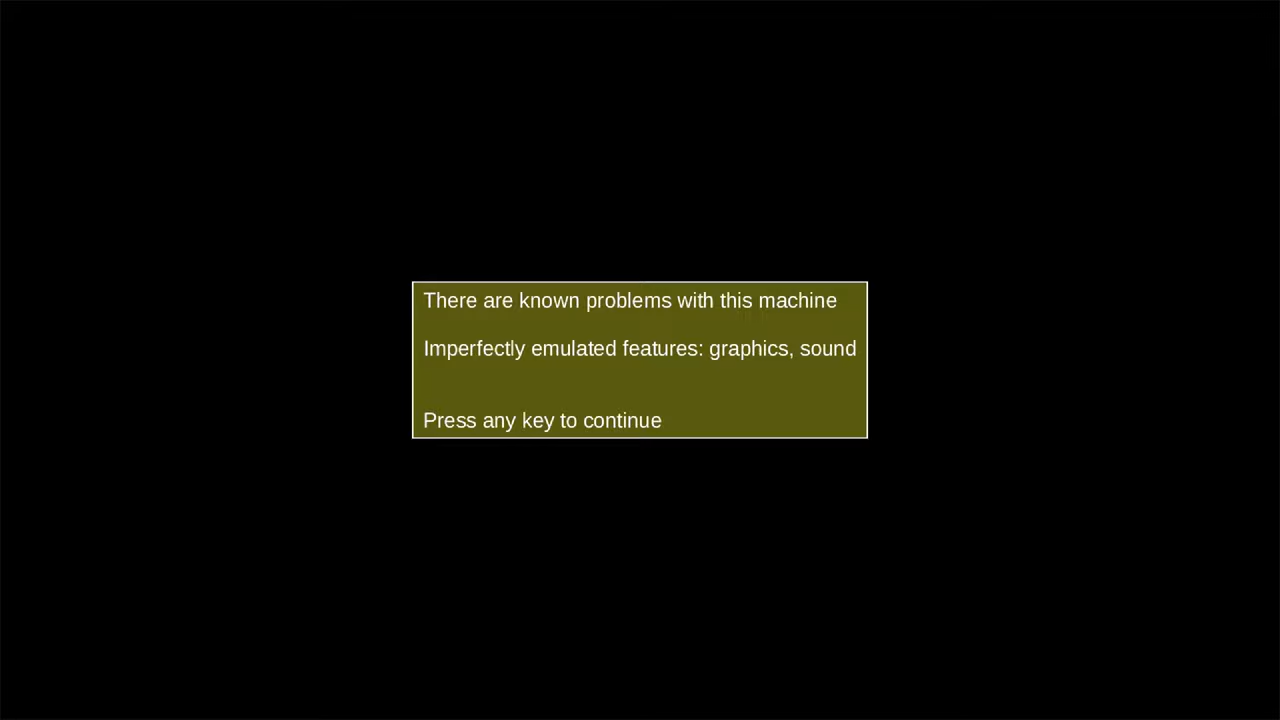 There are known problems with this machine
Imperfectly emulated features: graphics, sound
Press any key to continue